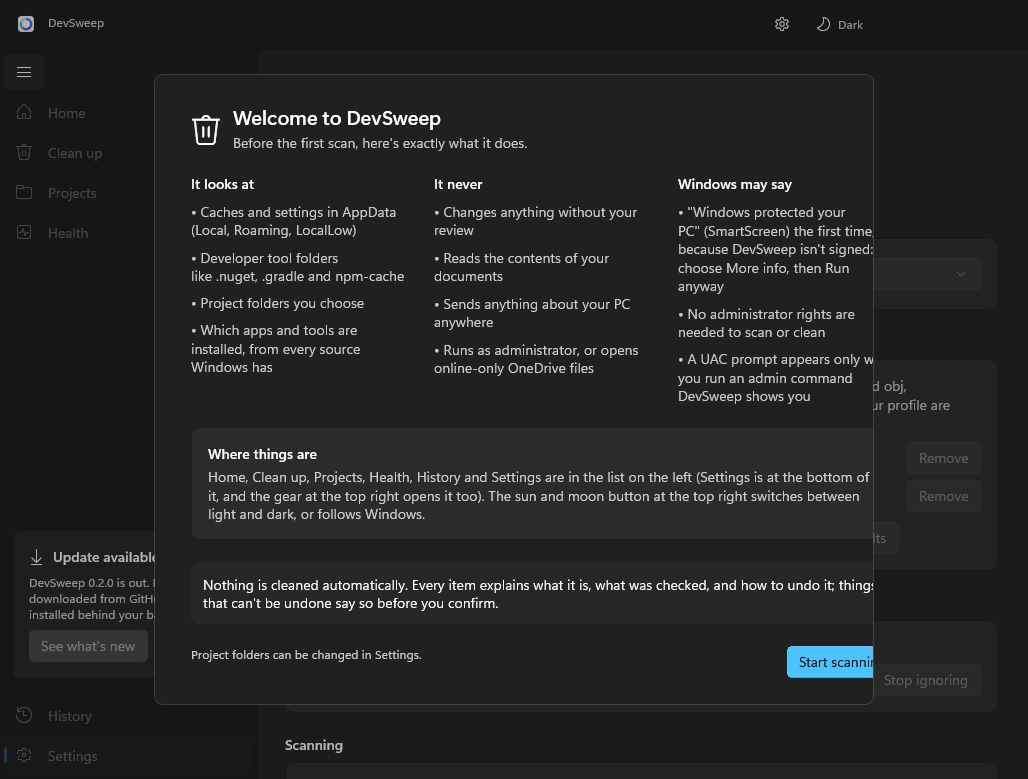 DevSweep
Dark
Home
Clean up
Projects
Health
Welcome to DevSweep
Before the first scan, here's exactly what it does.
It looks at
• Caches and settings in AppData
(Local, Roaming, LocalLow)
• Developer tool folders
like .nuget, .gradle and npm-cache
• Project folders you choose
• Which apps and tools are
installed, from every source
Windows has
It never
• Changes anything without your
review
• Reads the contents of your
documents
• Sends anything about your PC
anywhere
• Runs as administrator, or opens
online-only OneDrive files
Windows may say
• "Windows protected your
PC" (SmartScreen) the first time,
because DevSweep isn't signed:
choose More info, then Run
anyway
• No administrator rights are
needed to scan or clean
• A UAC prompt appears only w
you run an admin command
DevSweep shows you
Where things are
Home, Clean up, Projects, Health, History and Settings are in the list on the left (Settings is at the bottom of
it, and the gear at the top right opens it too). The sun and moon button at the top right switches between
light and dark, or follows Windows.
Nothing is cleaned automatically. Every item explains what it is, what was checked, and how to undo it; things
that can't be undone say so before you confirm.
Project folders can be changed in Settings.
Start scannin
d obj,
ur profile are
Remove
Remove
lts
Stop ignoring
Update available
DevSweep 0.2.0 is out.
downloaded from GitHu
installed behind your ba
See what's new
History
Settings
Scanning